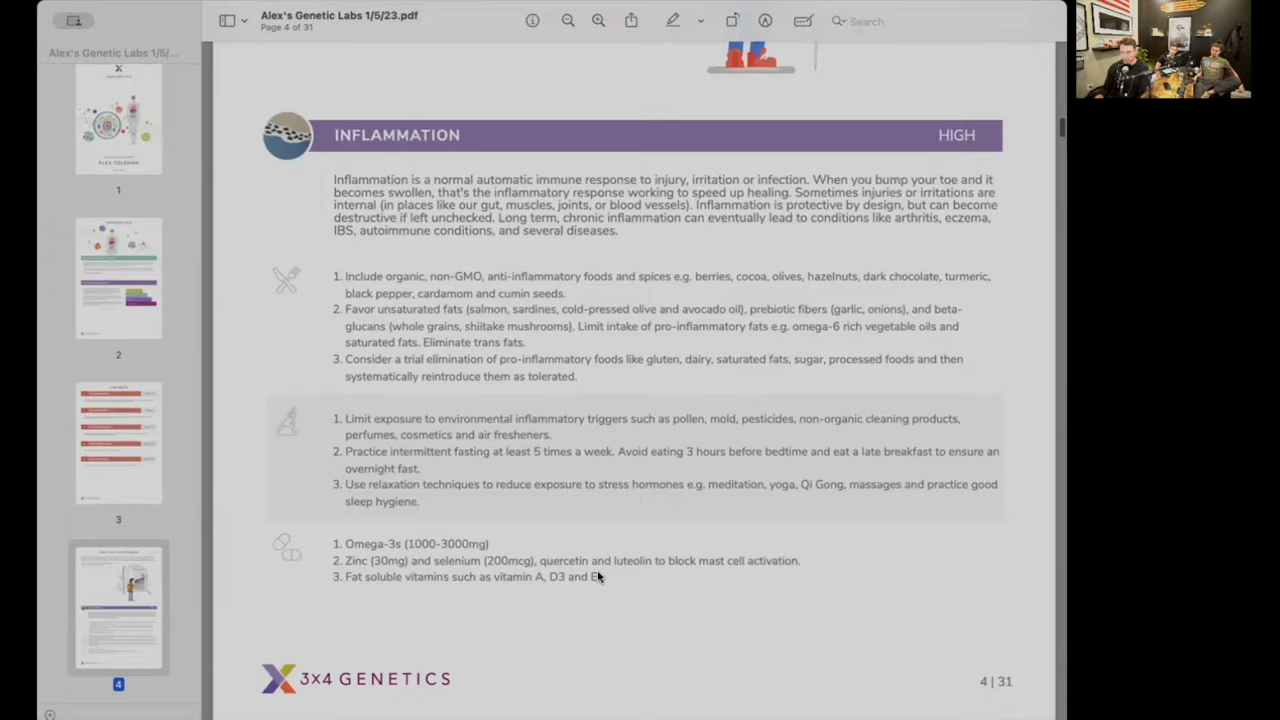 Alex's Genetic Labs 1/5/23.pdf
Page 4 of 31
Search
Alex's Genetic Labs 1/5/...
1
2
3
4
INFLAMMATION HIGH
Inflammation is a normal automatic immune response to injury, irritation or infection. When you bump your toe and it
becomes swollen, that's the inflammatory response working to speed up healing. Sometimes injuries or irritations are
internal (in places like our gut, muscles, joints, or blood vessels). Inflammation is protective by design, but can become
destructive if left unchecked. Long term, chronic inflammation can eventually lead to conditions like arthritis, eczema,
IBS, autoimmune conditions, and several diseases.
1. Include organic, non-GMO, anti-inflammatory foods and spices e.g. berries, cocoa, olives, hazelnuts, dark chocolate, turmeric,
black pepper, cardamom and cumin seeds.
2. Favor unsaturated fats (salmon, sardines, cold-pressed olive and avocado oil), prebiotic fibers (garlic, onions), and beta-
glucans (whole grains, shiitake mushrooms). Limit intake of pro-inflammatory fats e.g. omega-6 rich vegetable oils and
saturated fats. Eliminate trans fats.
3. Consider a trial elimination of pro-inflammatory foods like gluten, dairy, saturated fats, sugar, processed foods and then
systematically reintroduce them as tolerated.
1. Limit exposure to environmental inflammatory triggers such as pollen, mold, pesticides, non-organic cleaning products,
perfumes, cosmetics and air fresheners.
2. Practice intermittent fasting at least 5 times a week. Avoid eating 3 hours before bedtime and eat a late breakfast to ensure an
overnight fast.
3. Use relaxation techniques to reduce exposure to stress hormones e.g. meditation, yoga, Qi Gong, massages and practice good
sleep hygiene.
1. Omega-3s (1000-3000mg)
2. Zinc (30mg) and selenium (200mcg), quercetin and luteolin to block mast cell activation.
3. Fat soluble vitamins such as vitamin A, D3 and E
3x4 GENETICS
4 | 31